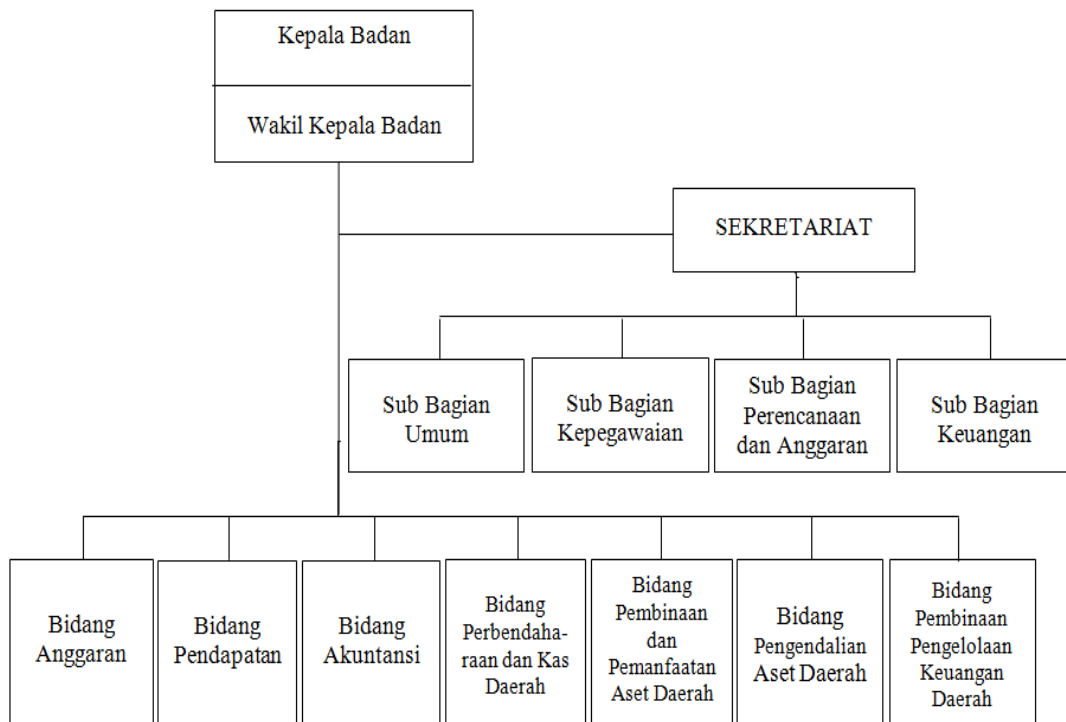 Kepala Badan
Wakil Kepala Badan
SEKRETARIAT
Sub Bagian
Umum
Sub Bagian
Kepegawaian
Sub Bagian
Perencanaan
dan Anggaran
Sub Bagian
Keuangan
Bidang
Anggaran
Bidang
Pendapatan
Bidang
Akuntansi
Bidang
Perbendaha-
raan dan Kas
Daerah
Bidang
Pembinaan
dan
Pemanfaatan
Aset Daerah
Bidang
Pengendalian
Aset Daerah
Bidang
Pembinaan
Pengelolaan
Keuangan
Daerah